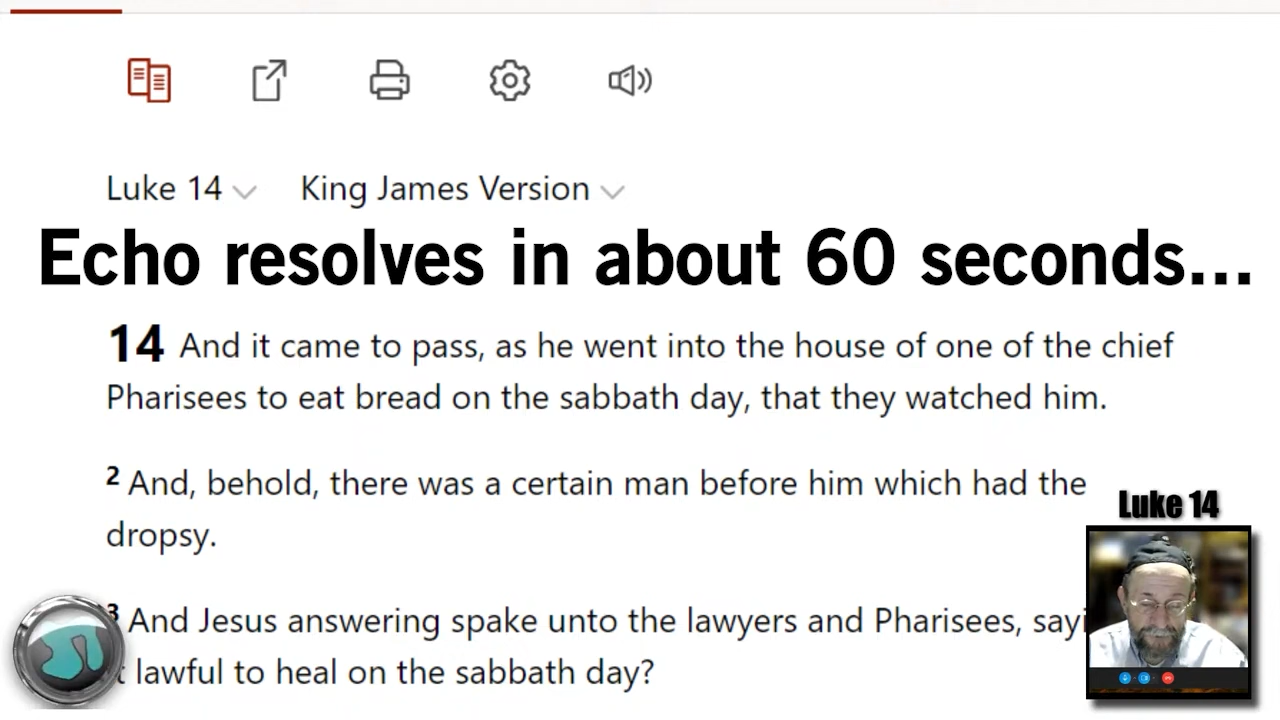 Luke 14 King James Version
Echo resolves in about 60 seconds...
14 And it came to pass, as he went into the house of one of the chief
Pharisees to eat bread on the sabbath day, that they watched him.
2 And, behold, there was a certain man before him which had the
dropsy.
Luke 14
3 And Jesus answering spake unto the lawyers and Pharisees,
lawful to heal on the sabbath day?